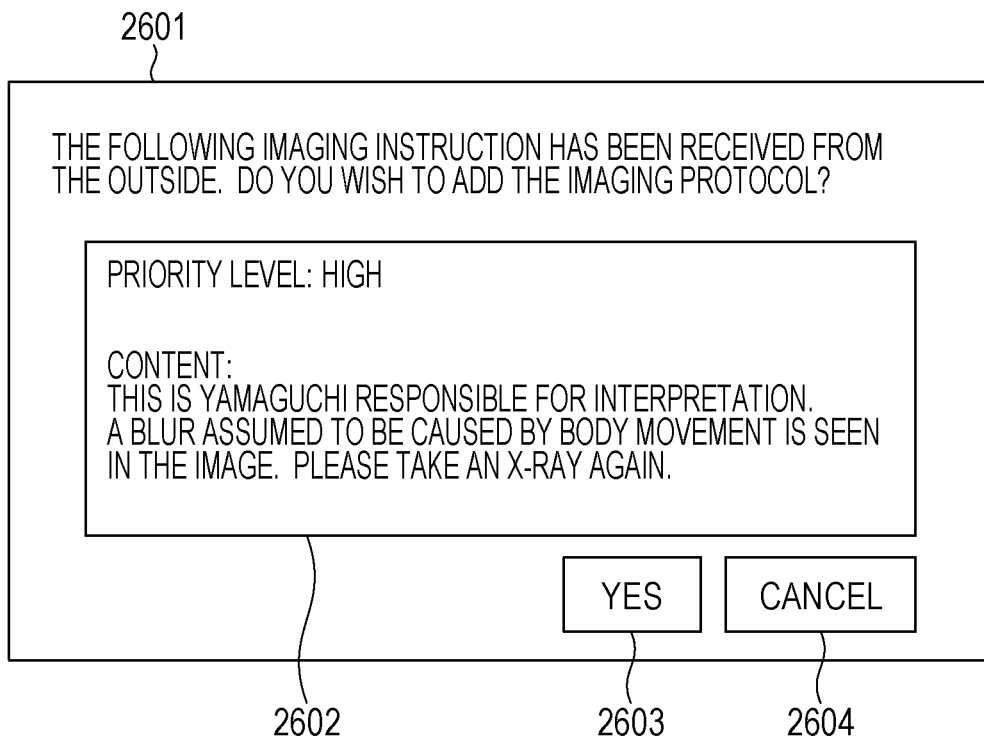 2601
THE FOLLOWING IMAGING INSTRUCTION HAS BEEN RECEIVED FROM
THE OUTSIDE. DO YOU WISH TO ADD THE IMAGING PROTOCOL?
PRIORITY LEVEL: HIGH
CONTENT:
THIS IS YAMAGUCHI RESPONSIBLE FOR INTERPRETATION.
A BLUR ASSUMED TO BE CAUSED BY BODY MOVEMENT IS SEEN
IN THE IMAGE. PLEASE TAKE AN X-RAY AGAIN.
YES CANCEL
2602 2603 2604